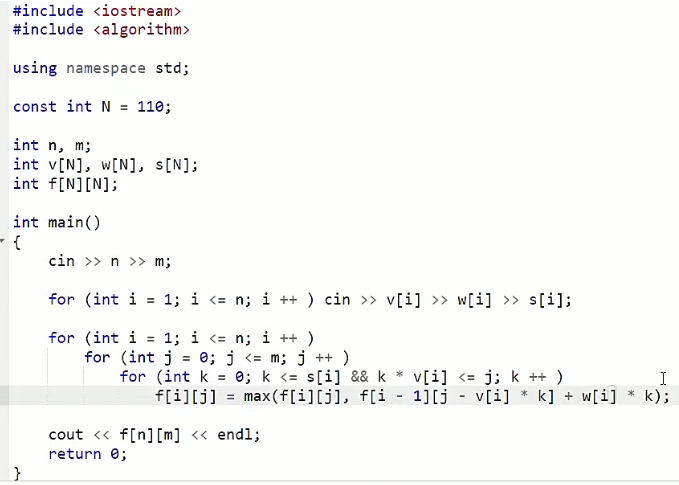 #include <iostream>
#include <algorithm>
using namespace std;
const int N = 110;
int n, m;
int v[N], w[N], s[N];
int f[N][N];
int main()
{
    cin >> n >> m;
    for (int i = 1; i <= n; i ++ ) cin >> v[i] >> w[i] >> s[i];
    for (int i = 1; i <= n; i ++ )
        for (int j = 0; j <= m; j ++ )
            for (int k = 0; k <= s[i] && k * v[i] <= j; k ++ )
                f[i][j] = max(f[i][j], f[i - 1][j - v[i] * k] + w[i] * k);
    cout << f[n][m] << endl;
    return 0;
}